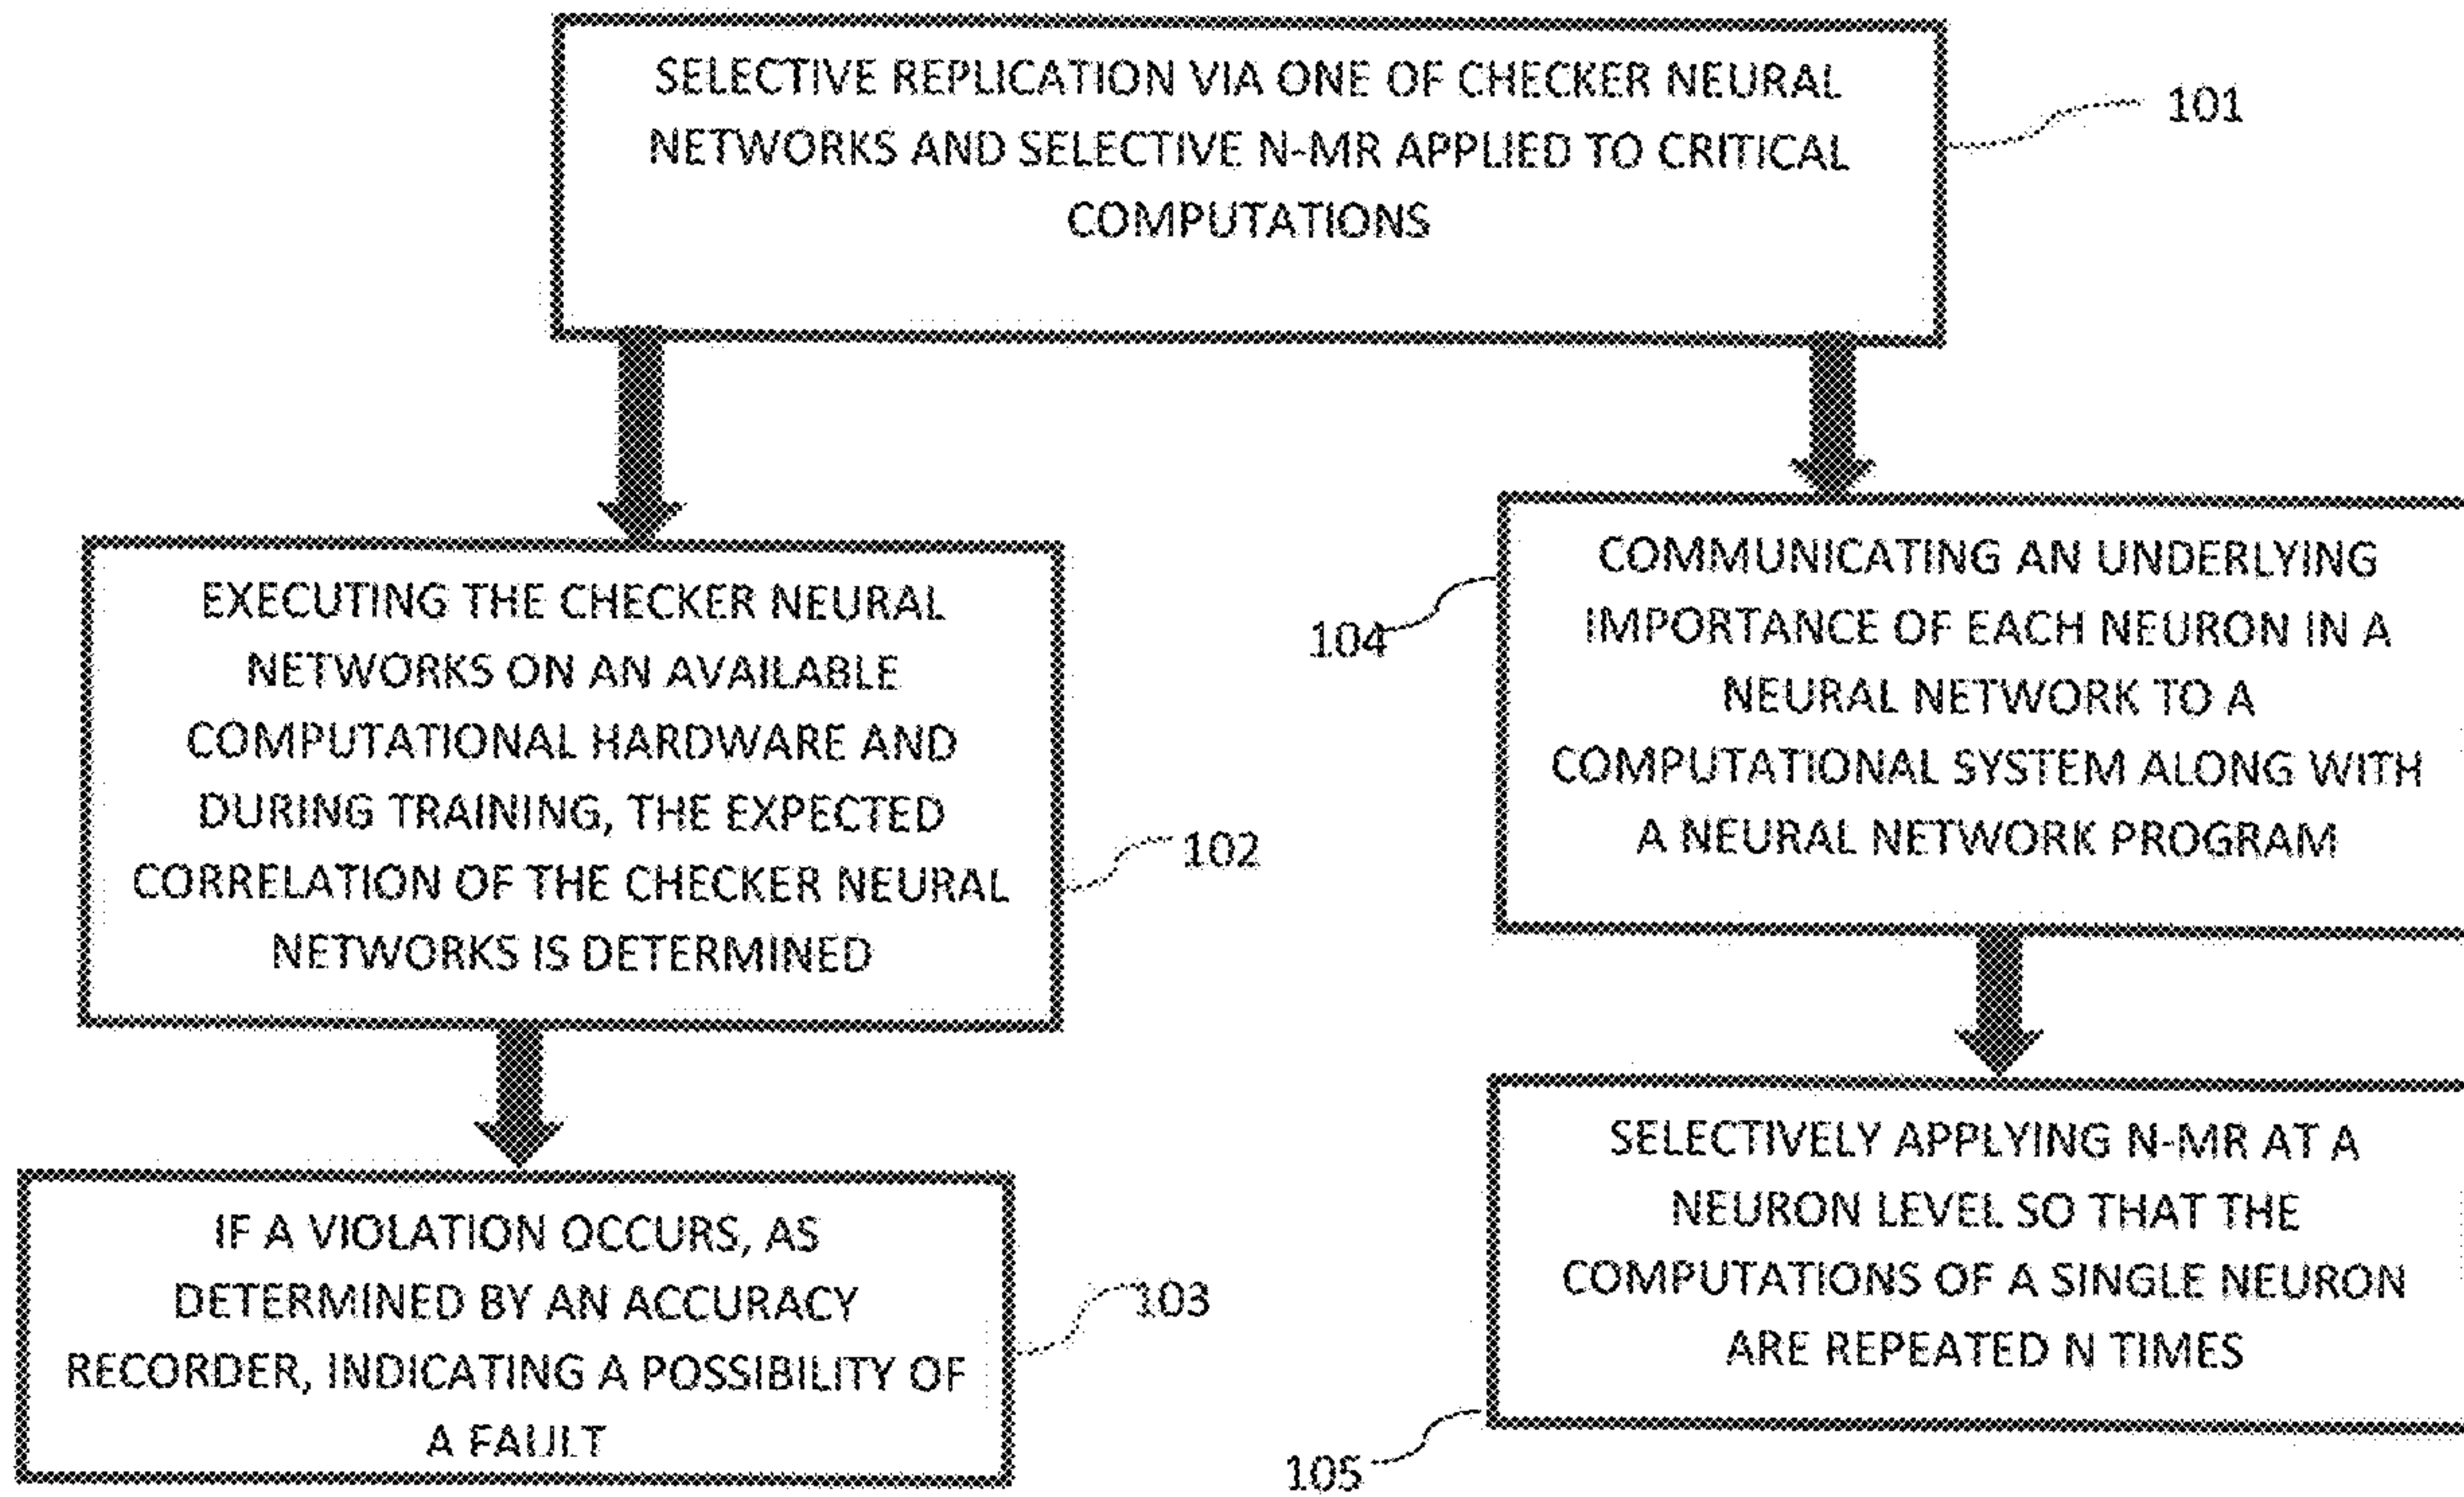 SELECTIVE REPLICATION VIA ONE OF CHECKER NEURAL
NETWORKS AND SELECTIVE N-MR APPLIED TO CRITICAL
COMPUTATIONS
101
EXECUTING THE CHECKER NEURAL
NETWORKS ON AN AVAILABLE
COMPUTATIONAL HARDWARE AND
DURING TRAINING, THE EXPECTED
CORRELATION OF THE CHECKER NEURAL
NETWORKS IS DETERMINED
102
IF A VIOLATION OCCURS, AS
DETERMINED BY AN ACCURACY
RECORDER, INDICATING A POSSIBILITY OF
A FAULT
103
COMMUNICATING AN UNDERLYING
IMPORTANCE OF EACH NEURON IN A
NEURAL NETWORK TO A
COMPUTATIONAL SYSTEM ALONG WITH
A NEURAL NETWORK PROGRAM
104
SELECTIVELY APPLYING N-MR AT A
NEURON LEVEL SO THAT THE
COMPUTATIONS OF A SINGLE NEURON
ARE REPEATED N TIMES
105